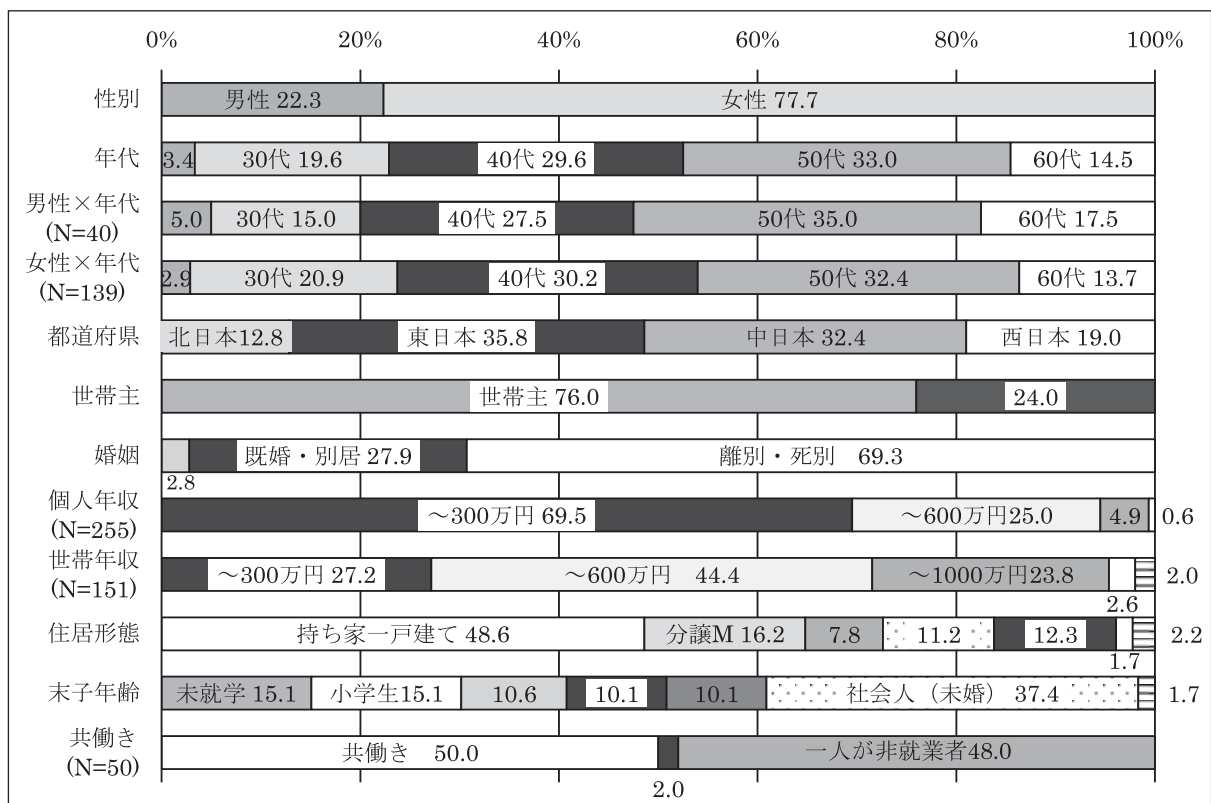 0% 20% 40% 60% 80% 100%
性別 男性 22.3 女性 77.7
年代 3.4 30代 19.6 40代 29.6 50代 33.0 60代 14.5
男性×年代
(N=40)
5.0 30代 15.0 40代 27.5 50代 35.0 60代 17.5
女性×年代
(N=139)
2.9 30代 20.9 40代 30.2 50代 32.4 60代 13.7
都道府県 北日本12.8 東日本 35.8 中日本 32.4 西日本 19.0
世帯主 世帯主 76.0 24.0
婚姻 既婚・別居 27.9 離別・死別 69.3
2.8
個人年収
(N=255)
～300万円 69.5 ～600万円25.0 4.9 0.6
世帯年収
(N=151)
～300万円 27.2 ～600万円 44.4 ～1000万円23.8 2.0
2.6
住居形態 持ち家一戸建て 48.6 分譲M 16.2 7.8 11.2 12.3 2.2
1.7
末子年齢 未就学 15.1 小学生15.1 10.6 10.1 10.1 社会人（未婚）37.4 1.7
共働き
(N=50)
共働き 50.0 一人が非就業者48.0
2.0